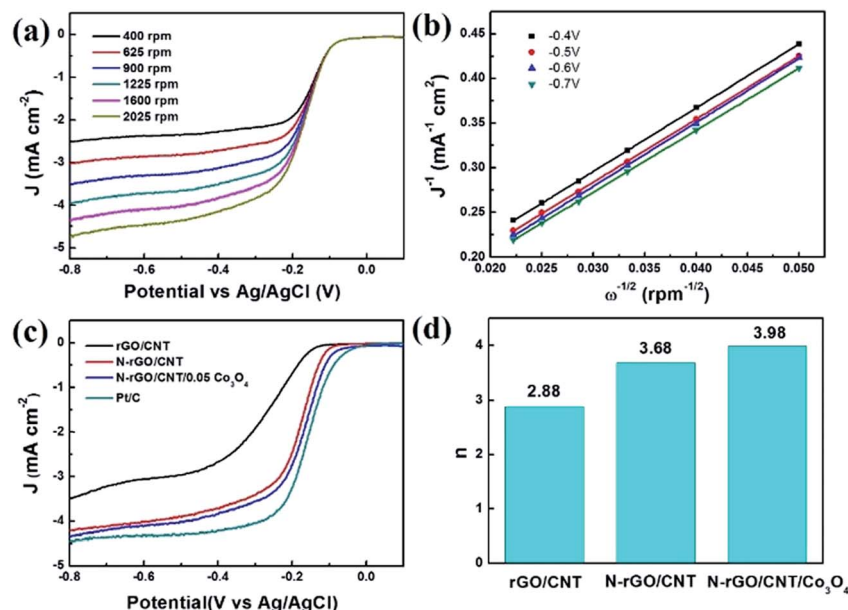 (a)
400 rpm
625 rpm
900 rpm
1225 rpm
1600 rpm
2025 rpm
J (mA cm⁻²)
0
-1
-2
-3
-4
-5
-0.8 -0.6 -0.4 -0.2 0.0
Potential vs Ag/AgCl (V)
(b)
-0.4V
-0.5V
-0.6V
-0.7V
J⁻¹ (mA⁻¹ cm²)
0.45
0.40
0.35
0.30
0.25
0.20
0.020 0.025 0.030 0.035 0.040 0.045 0.050
ω⁻¹/² (rpm⁻¹/²)
(c)
rGO/CNT
N-rGO/CNT
N-rGO/CNT/0.05 Co₃O₄
Pt/C
J (mA cm⁻²)
0
-1
-2
-3
-4
-5
-0.8 -0.6 -0.4 -0.2 0.0
Potential(V vs Ag/AgCl)
(d)
n
4
3
2
1
0
2.88
3.68
3.98
rGO/CNT N-rGO/CNT N-rGO/CNT/Co₃O₄